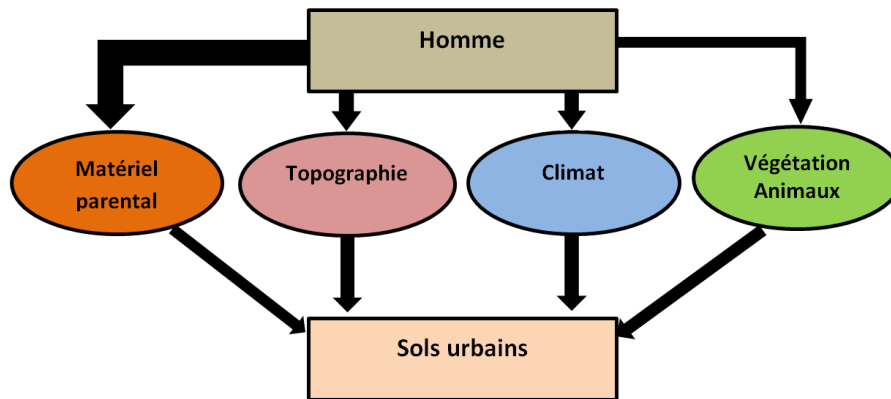 Homme
Matériel
parental
Topographie
Climat
Végétation
Animaux
Sols urbains